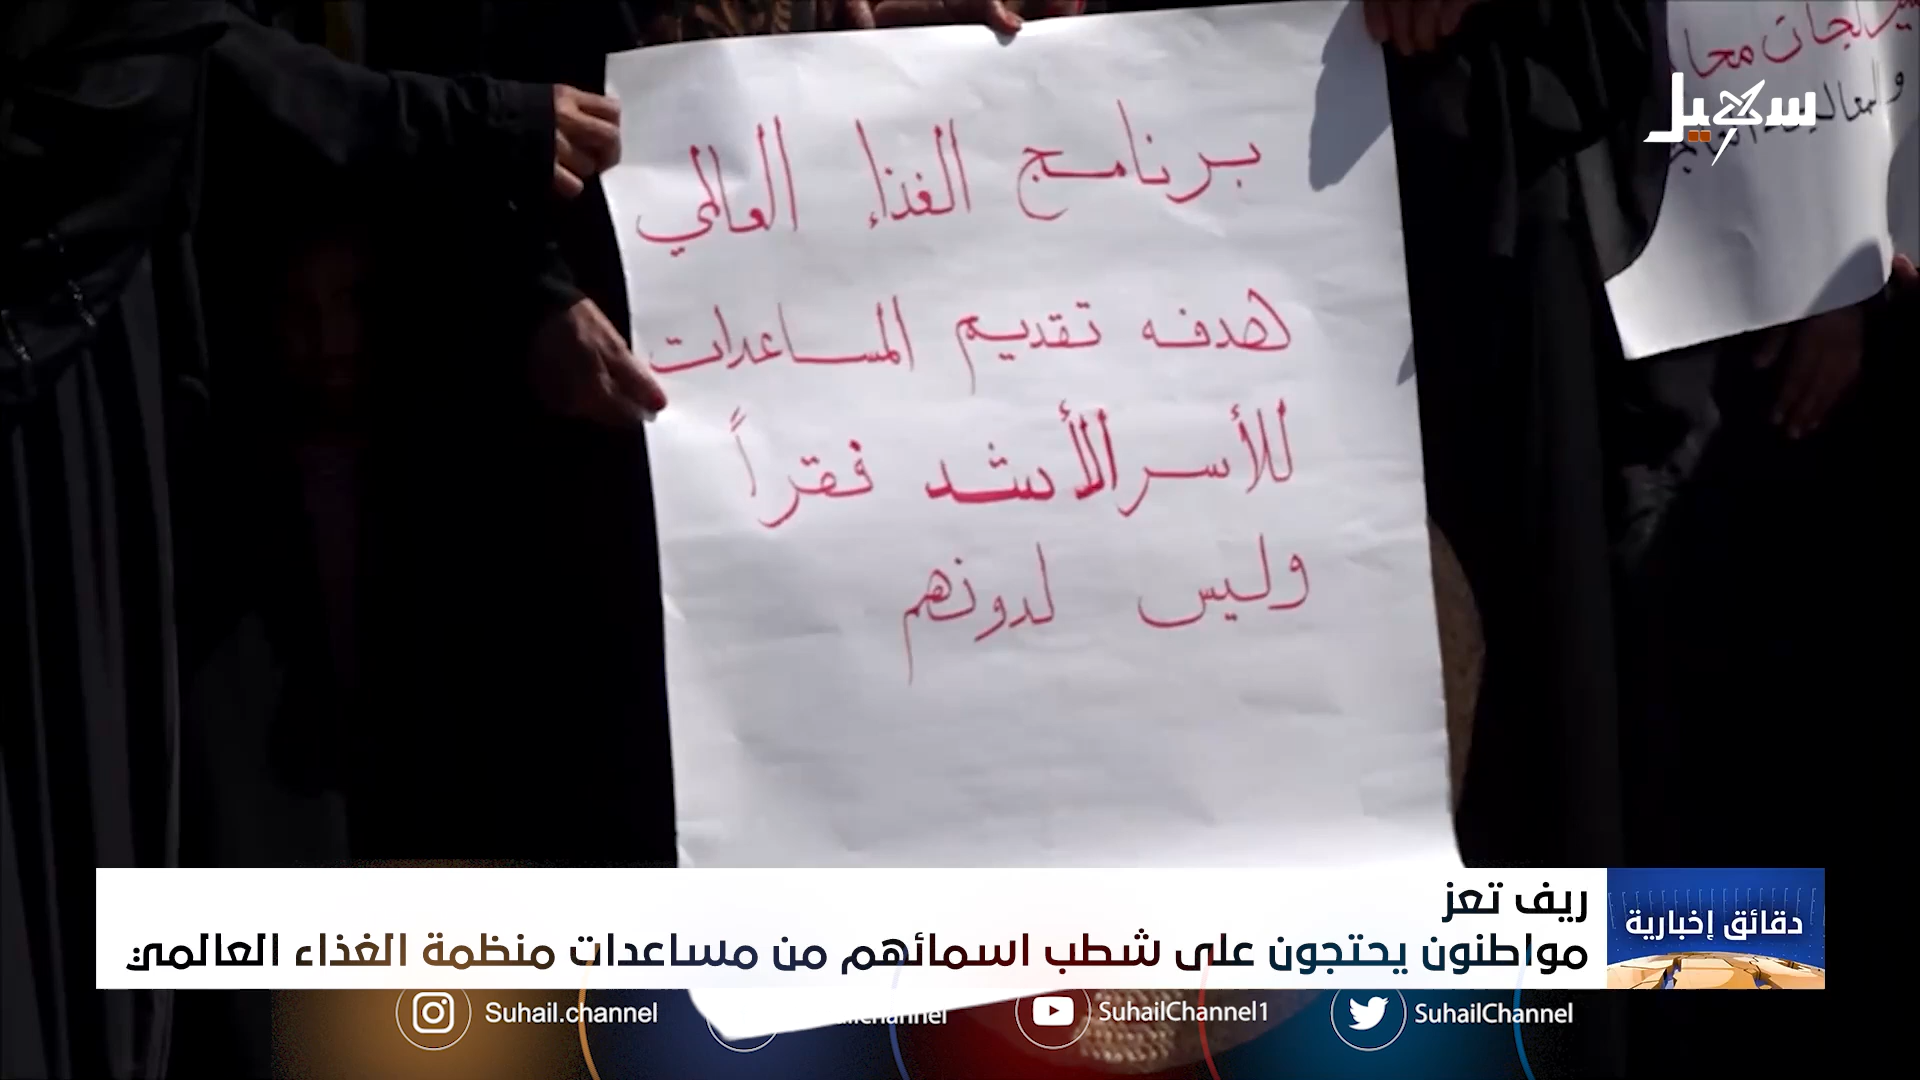 سهيل
برنامج الغذاء العالمي
هدفه تقديم المساعدات
للأسر الأشد فقراً
وليس لدونهم
محا
دقائق إخبارية
ريف تعز
مواطنون يحتجون على شطب اسمائهم من مساعدات منظمة الغذاء العالمي
Suhail.channel
SuhailChannel1
SuhailChannel